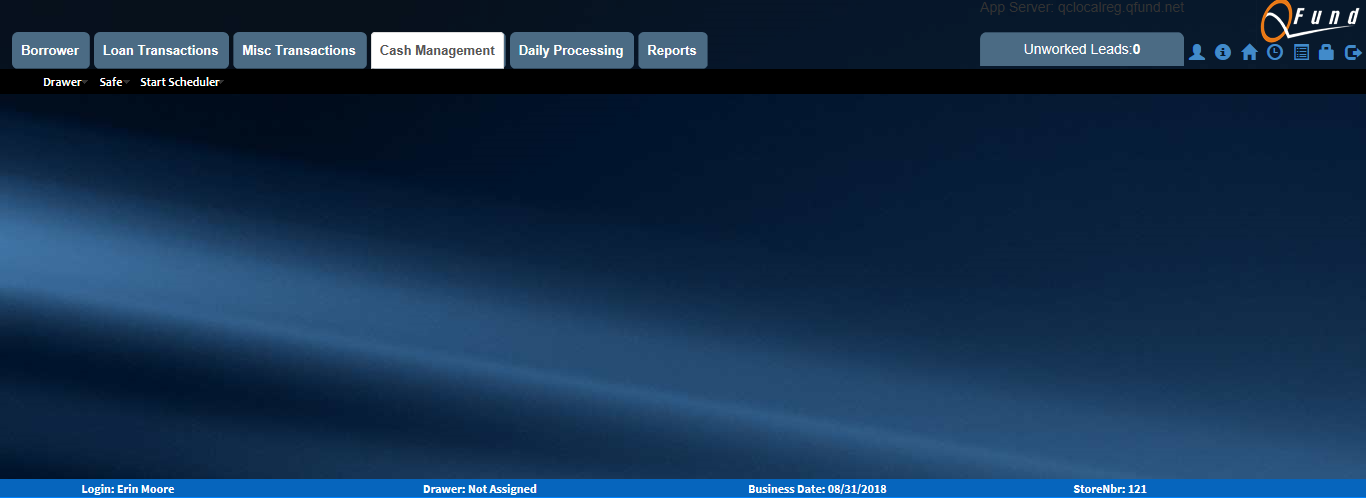 App Server: qclocalreg.qfund.net
QFund
Borrower Loan Transactions Misc Transactions Cash Management Daily Processing Reports
Unworked Leads:0
Drawer Safe Start Scheduler
Login: Erin Moore Drawer: Not Assigned Business Date: 08/31/2018 StoreNbr: 121